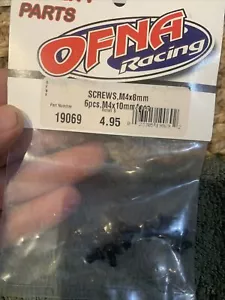 PARTS
OFNA
Racing
SCREWS,M4x8mm
6pcs,M4x10mm
Part Number
19069
4.95